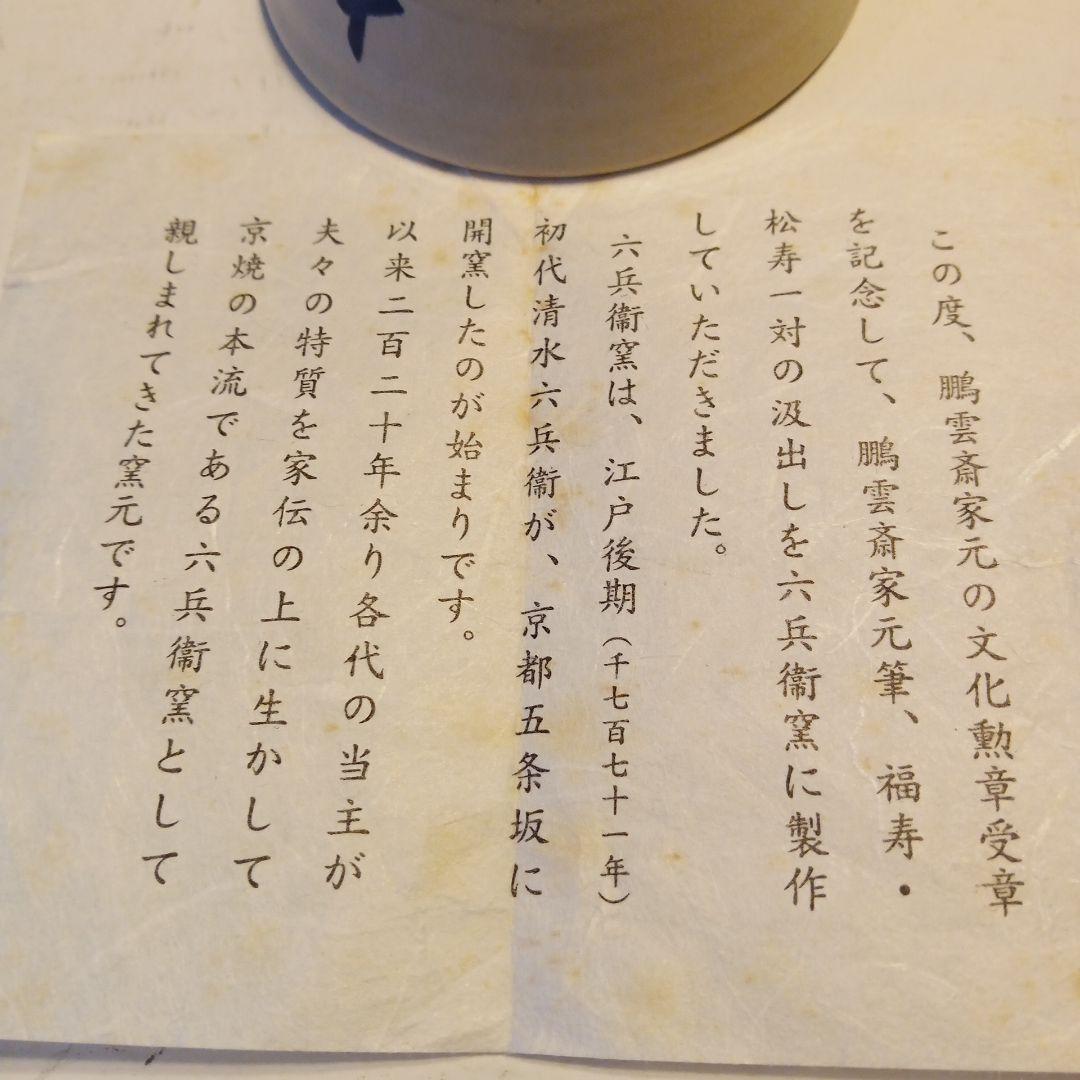 この度、鵬雲斎家元の文化勲章受章
を記念して、鵬雲斎家元筆、福寿・
松寿一対の汲出しを六兵衞窯に製作
していただきました。
六兵衞窯は、江戸後期（千七百七十一年）
初代清水六兵衞が、京都五条坂に
開窯したのが始まりです。
以来二百二十年余り各代の当主が
夫々の特質を家伝の上に生かして
京焼の本流である六兵衞窯として
親しまれてきた窯元です。